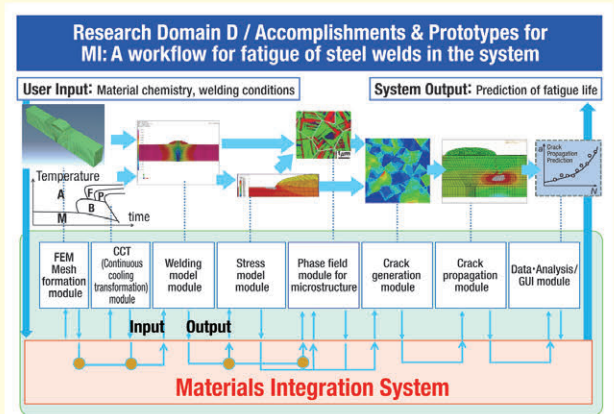 Research Domain D / Accomplishments & Prototypes for
MI: A workflow for fatigue of steel welds in the system
User Input: Material chemistry, welding conditions
System Output: Prediction of fatigue life
Temperature
A
F
P
B
M
time
Crack
Propagation
Prediction
a
N
FEM
Mesh
formation
module
CCT
(Continuous
cooling
transformation)
module
Welding
model
module
Stress
model
module
Phase field
module for
microstructure
Crack
generation
module
Crack
propagation
module
Data・Analysis/
GUI module
Input
Output
Materials Integration System